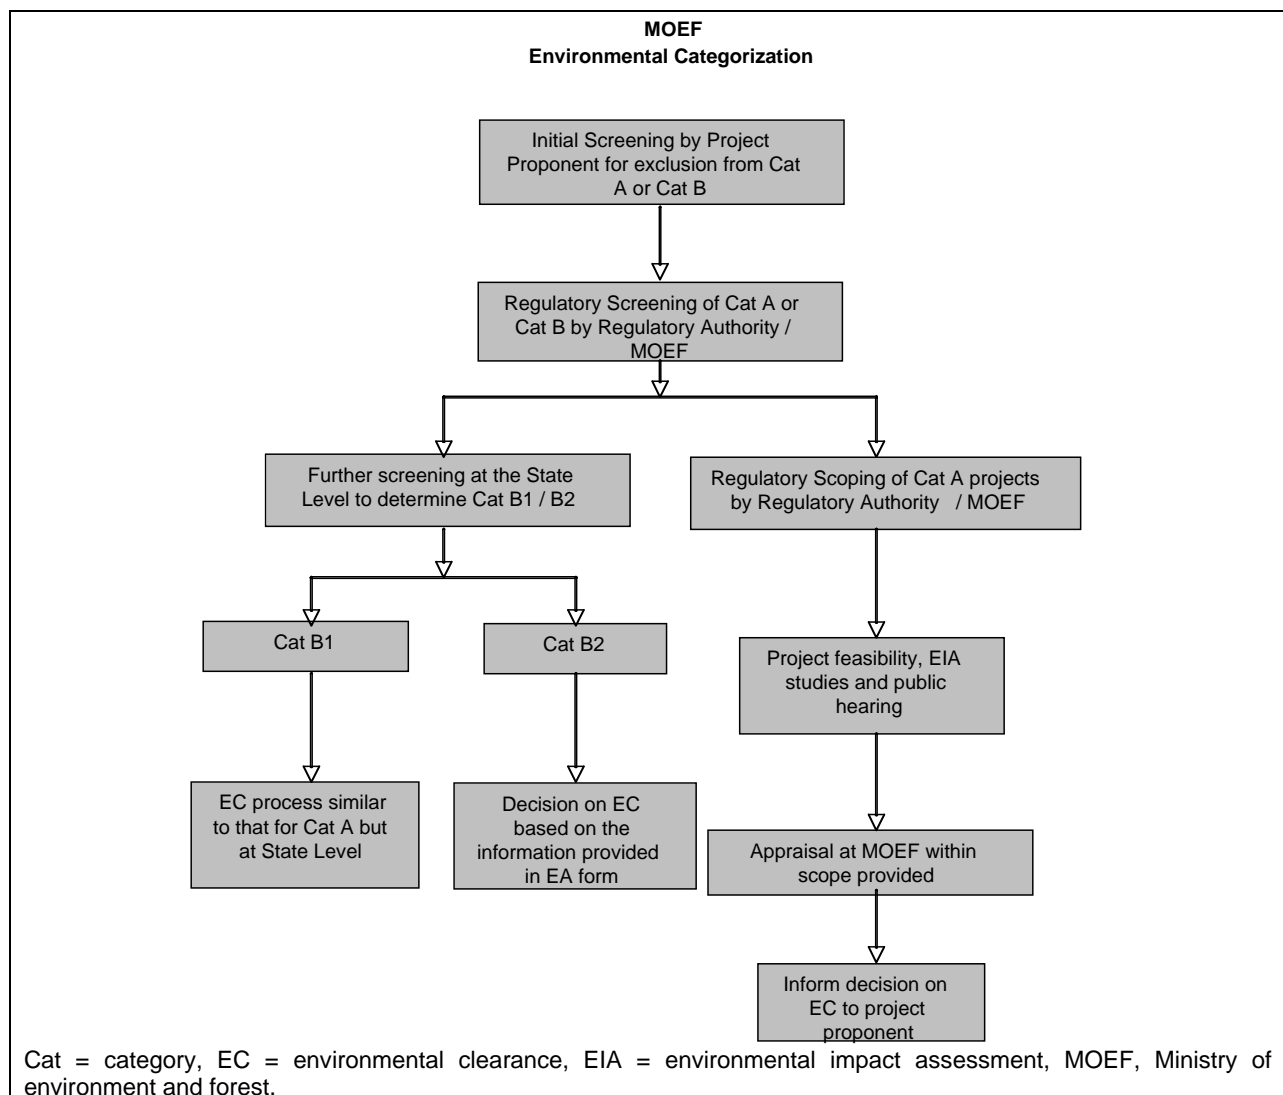 MOEF
Environmental Categorization
Initial Screening by Project
Proponent for exclusion from Cat
A or Cat B
Regulatory Screening of Cat A or
Cat B by Regulatory Authority /
MOEF
Further screening at the State
Level to determine Cat B1 / B2
Regulatory Scoping of Cat A projects
by Regulatory Authority / MOEF
Cat B1
Cat B2
Project feasibility, EIA
studies and public
hearing
EC process similar
to that for Cat A but
at State Level
Decision on EC
based on the
information provided
in EA form
Appraisal at MOEF within
scope provided
Inform decision on
EC to project
proponent
Cat = category, EC = environmental clearance, EIA = environmental impact assessment, MOEF, Ministry of
environment and forest.